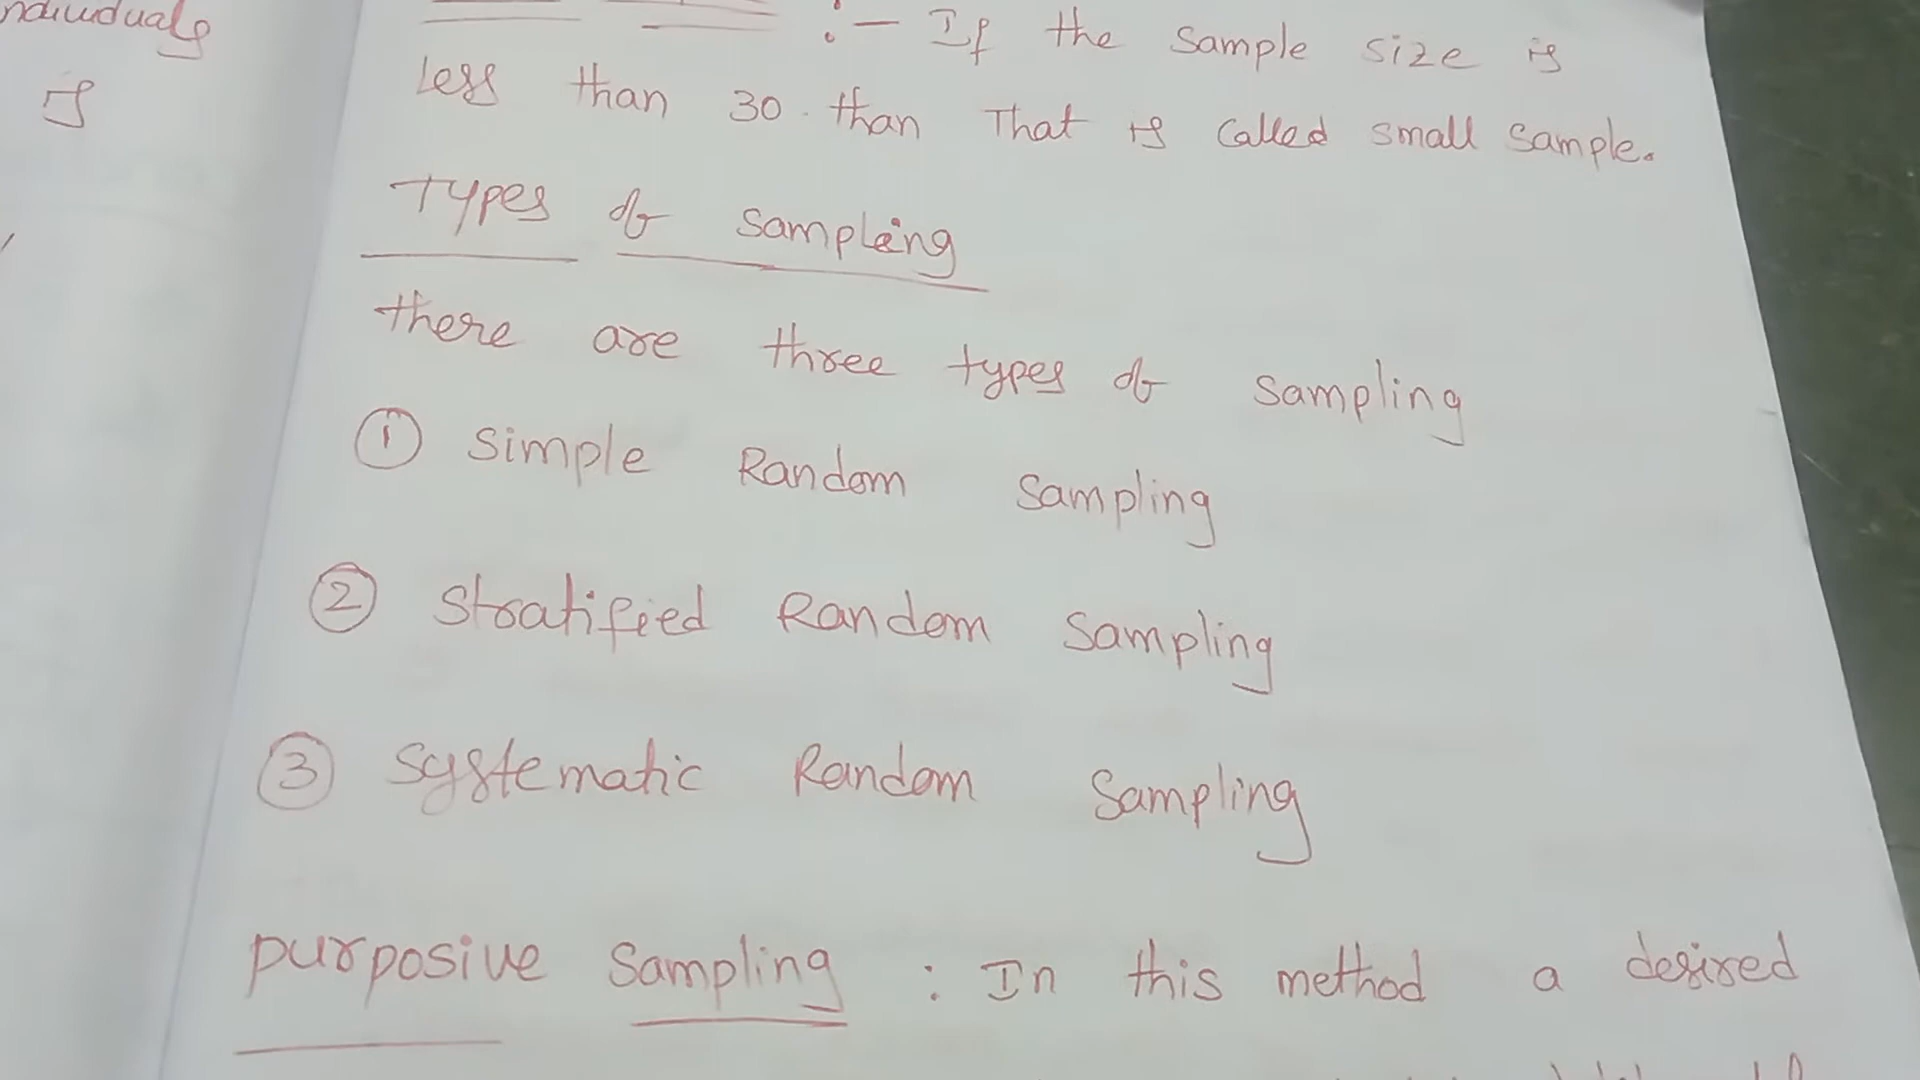 ndividuals
is
:- If the sample size is
less than 30. than That is called small sample.
Types of sampling
there are three types of sampling
① simple Random sampling
② Stratified Random sampling
③ Systematic Random Sampling
purposive Sampling : In this method a desired